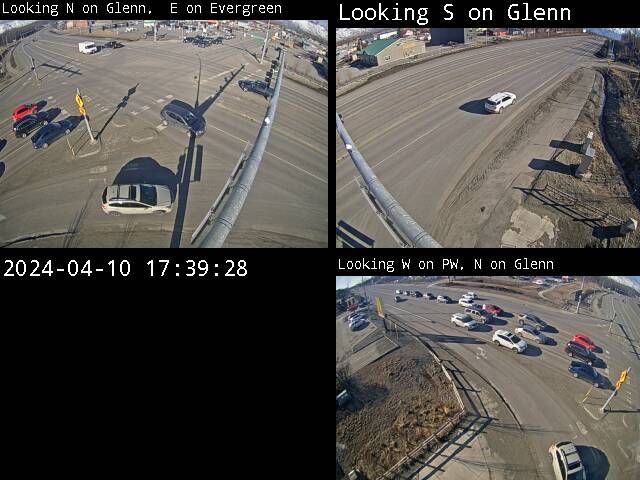 Looking N on Glenn, E on Evergreen
Looking S on Glenn
2024-04-10 17:39:28
Looking W on PW, N on Glenn